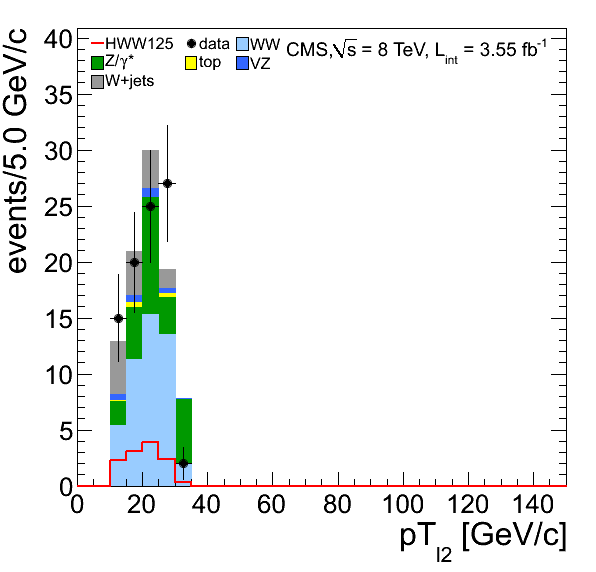 HWW125 data WW
Z/γ* top VZ
W+jets
CMS,√s = 8 TeV, L_int = 3.55 fb⁻¹
events/5.0 GeV/c
40
35
30
25
20
15
10
5
0
0 20 40 60 80 100 120 140
pT_l2 [GeV/c]